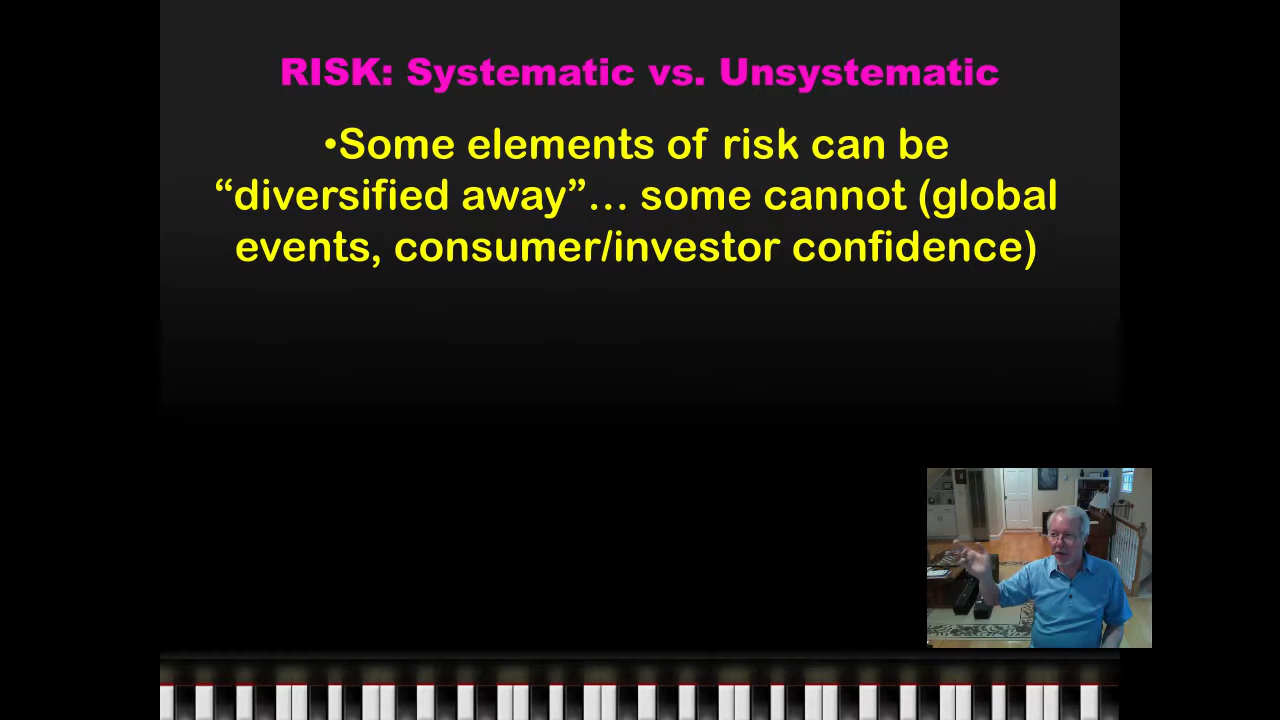 RISK: Systematic vs. Unsystematic
•Some elements of risk can be
“diversified away”… some cannot (global
events, consumer/investor confidence)